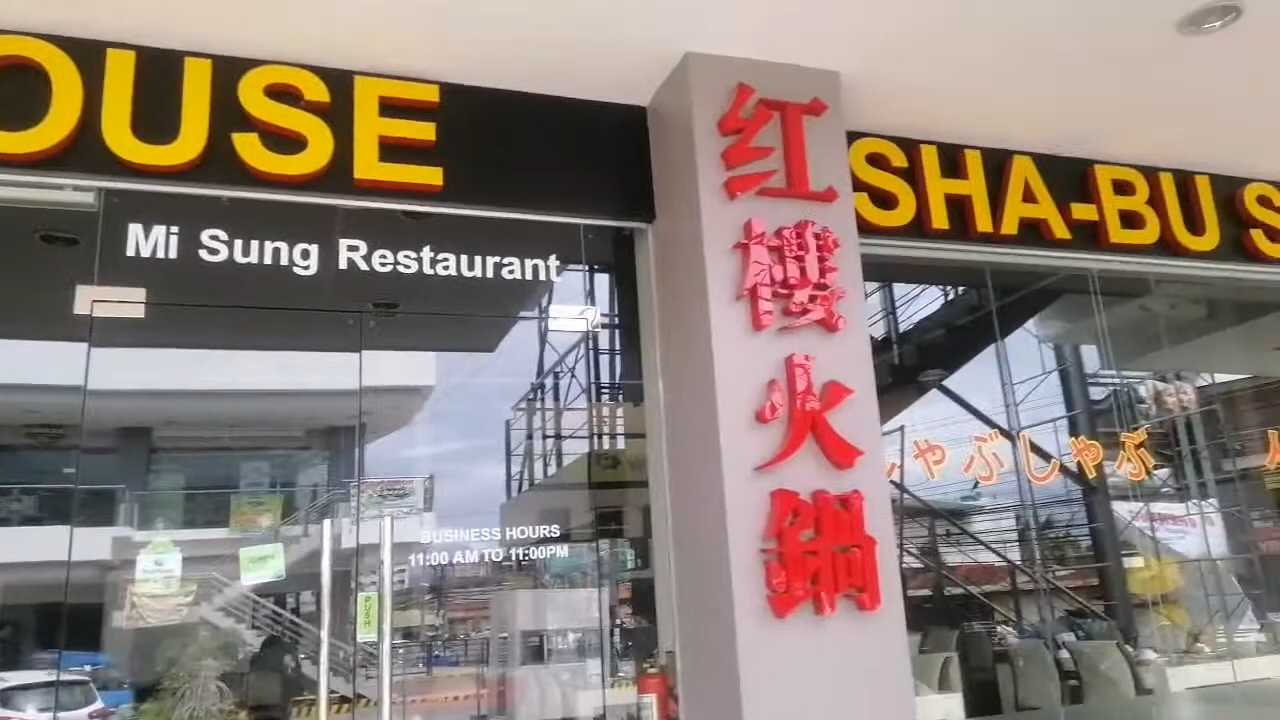 OUSE
Mi Sung Restaurant
BUSINESS HOURS
11:00 AM TO 11:00PM
PUSH
红樓火鍋
SHA-BU S
しゃぶしゃぶ